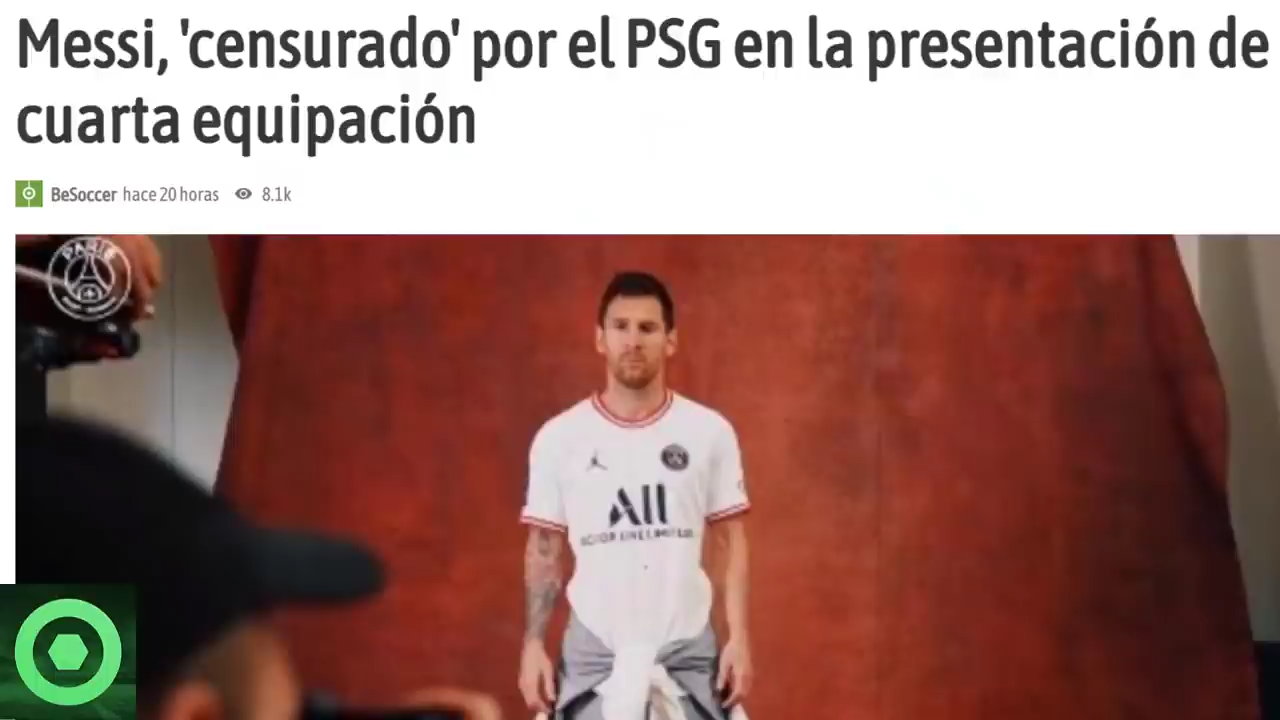 Messi, 'censurado' por el PSG en la presentación de
cuarta equipación
BeSoccer hace 20 horas 8.1k
PARIS
All